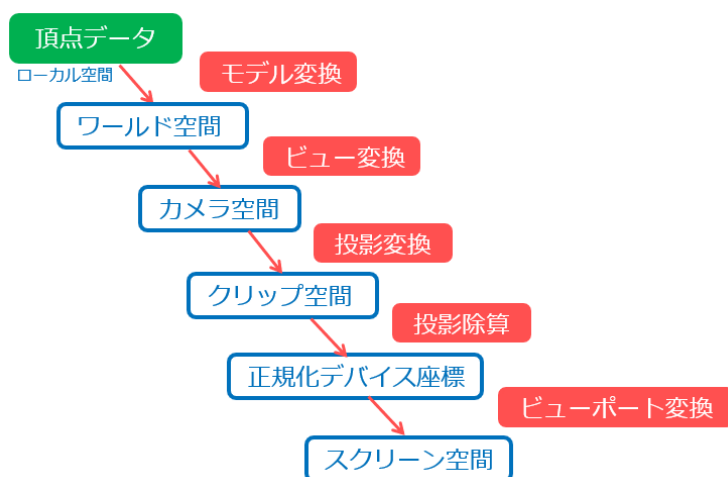 頂点データ
ローカル空間
モデル変換
ワールド空間
ビュー変換
カメラ空間
投影変換
クリップ空間
投影除算
正規化デバイス座標
ビューポート変換
スクリーン空間